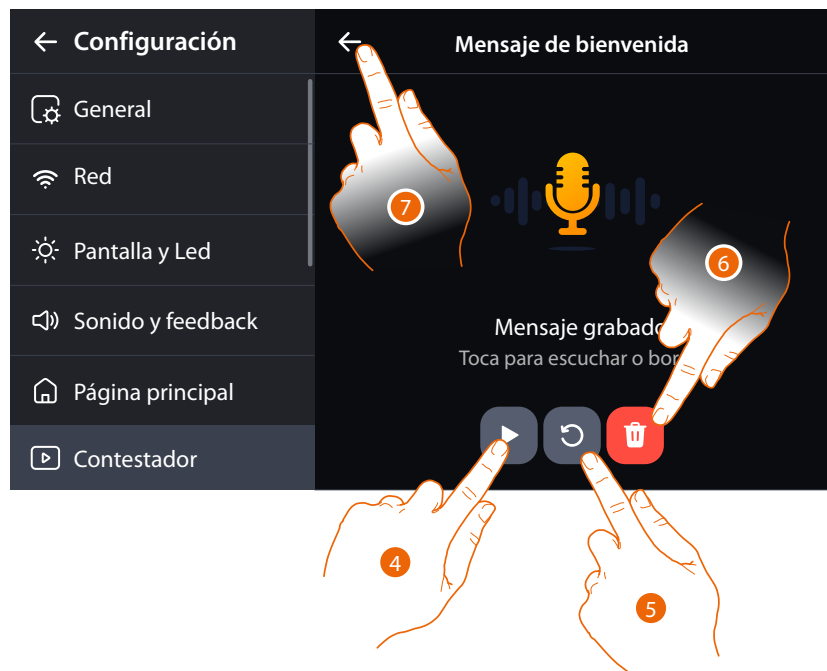 Configuración
General
Red
Pantalla y Led
Sonido y feedback
Página principal
Contestador
Mensaje de bienvenida
7
6
Mensaje grabado
Toca para escuchar o
4
5